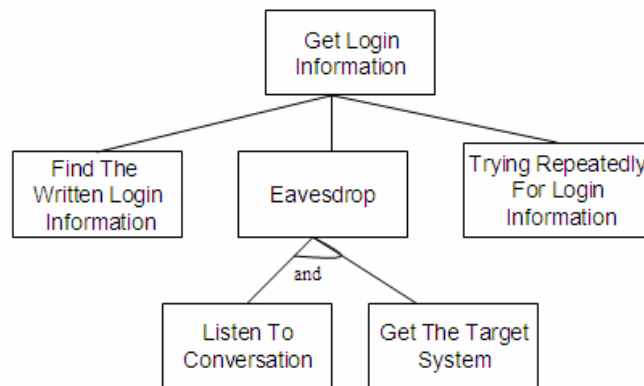 Get Login
Information
Find The
Written Login
Information
Eavesdrop
Trying Repeatedly
For Login
Information
and
Listen To
Conversation
Get The Target
System